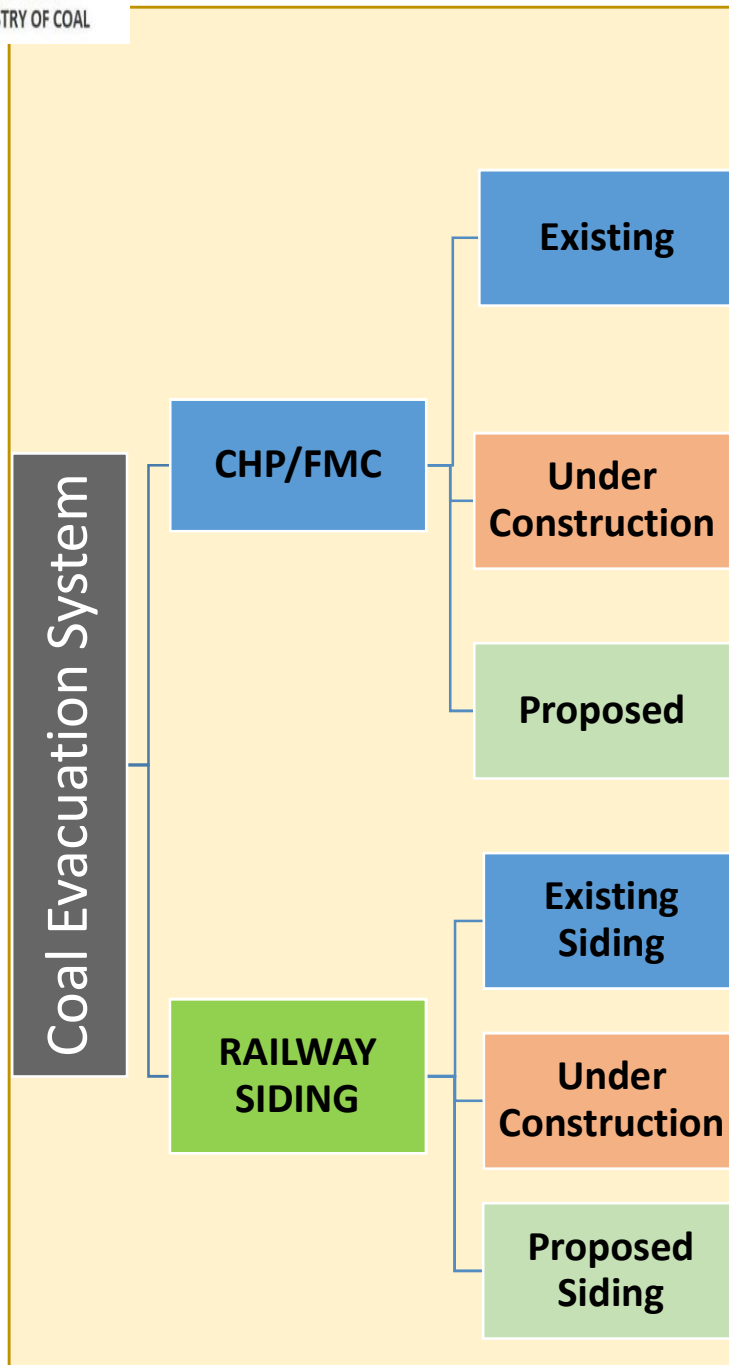 OF COAL
Existing
CHP/FMC
Under
Construction
Proposed
Coal Evacuation System
Existing
Siding
RAILWAY
SIDING
Under
Construction
Proposed
Siding